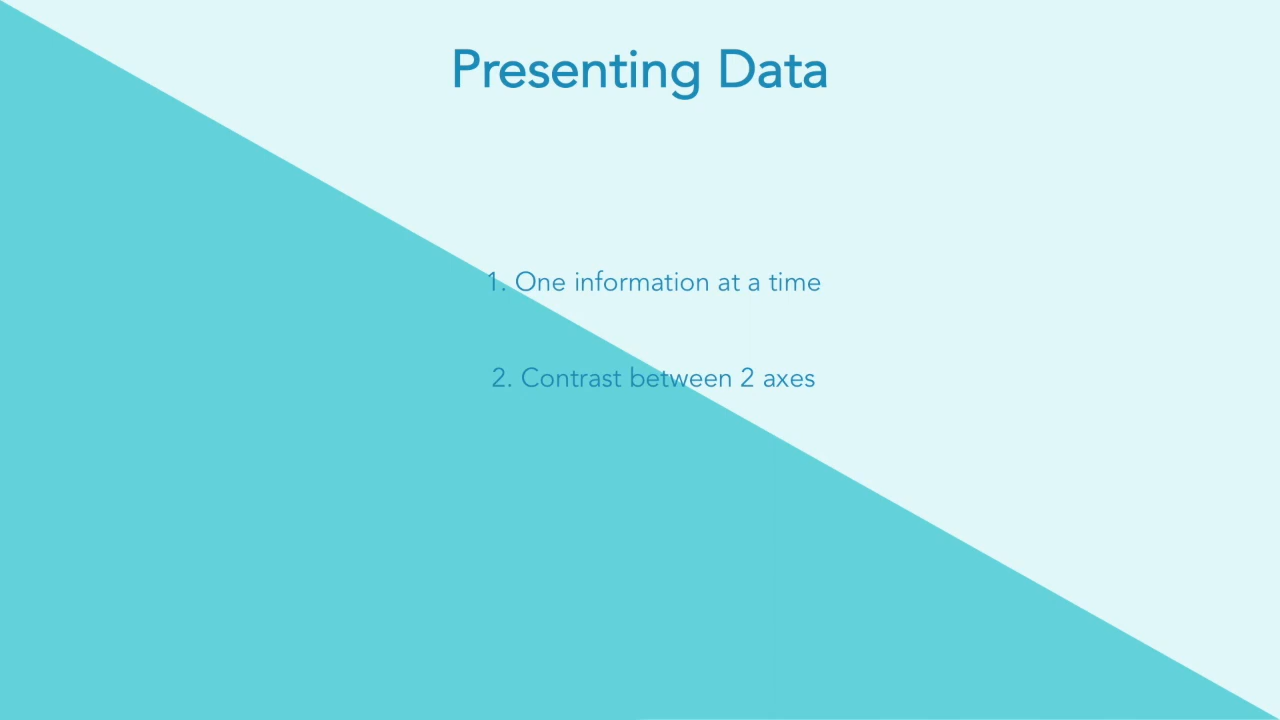 Presenting Data
1. One information at a time
2. Contrast between 2 axes